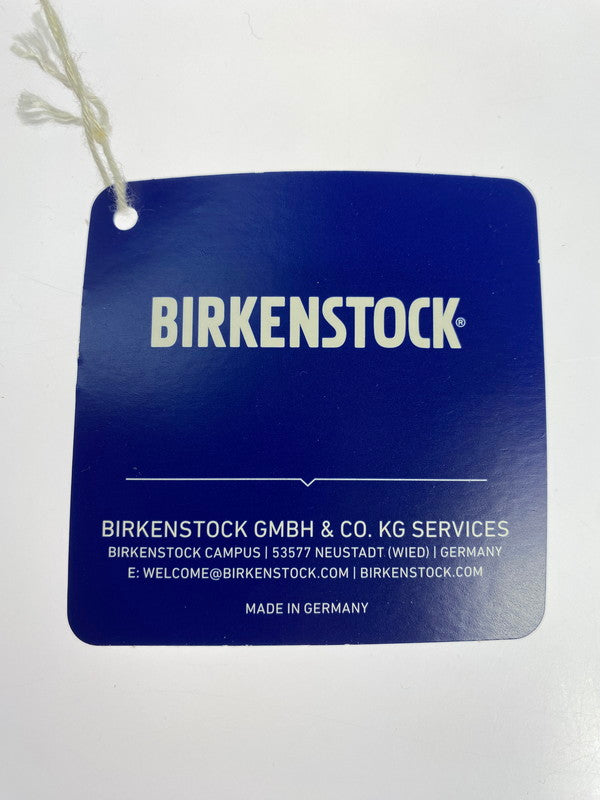 BIRKENSTOCK®
BIRKENSTOCK GMBH & CO. KG SERVICES
BIRKENSTOCK CAMPUS | 53577 NEUSTADT (WIED) | GERMANY
E: WELCOME@BIRKENSTOCK.COM | BIRKENSTOCK.COM
MADE IN GERMANY